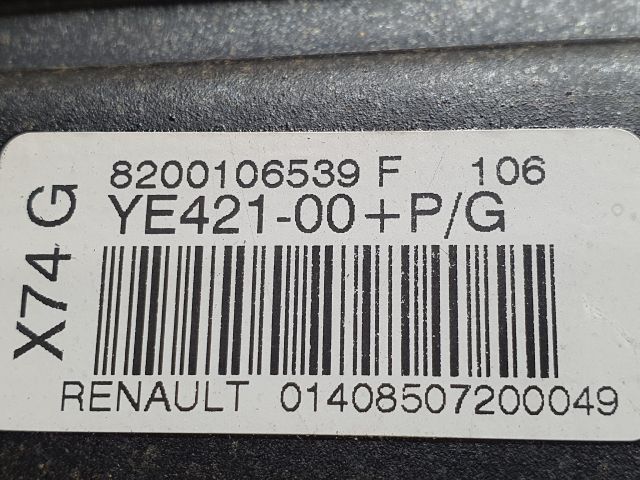 X74 G
8200106539 F 106
YE421-00+P/G
RENAULT 01408507200049